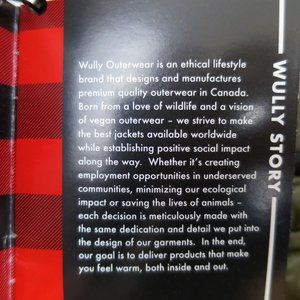 Wully Outerwear is an ethical lifestyle
brand that designs and manufactures
premium quality outerwear in Canada.
Born from a love of wildlife and a vision
of vegan outerwear – we strive to make
the best jackets available worldwide
while establishing positive social impact
along the way. Whether it's creating
employment opportunities in underserved
communities, minimizing our ecological
impact or saving the lives of animals –
each decision is meticulously made with
the same dedication and detail we put into
the design of our garments. In the end,
our goal is to deliver products that make
you feel warm, both inside and out.
WULLY STORY